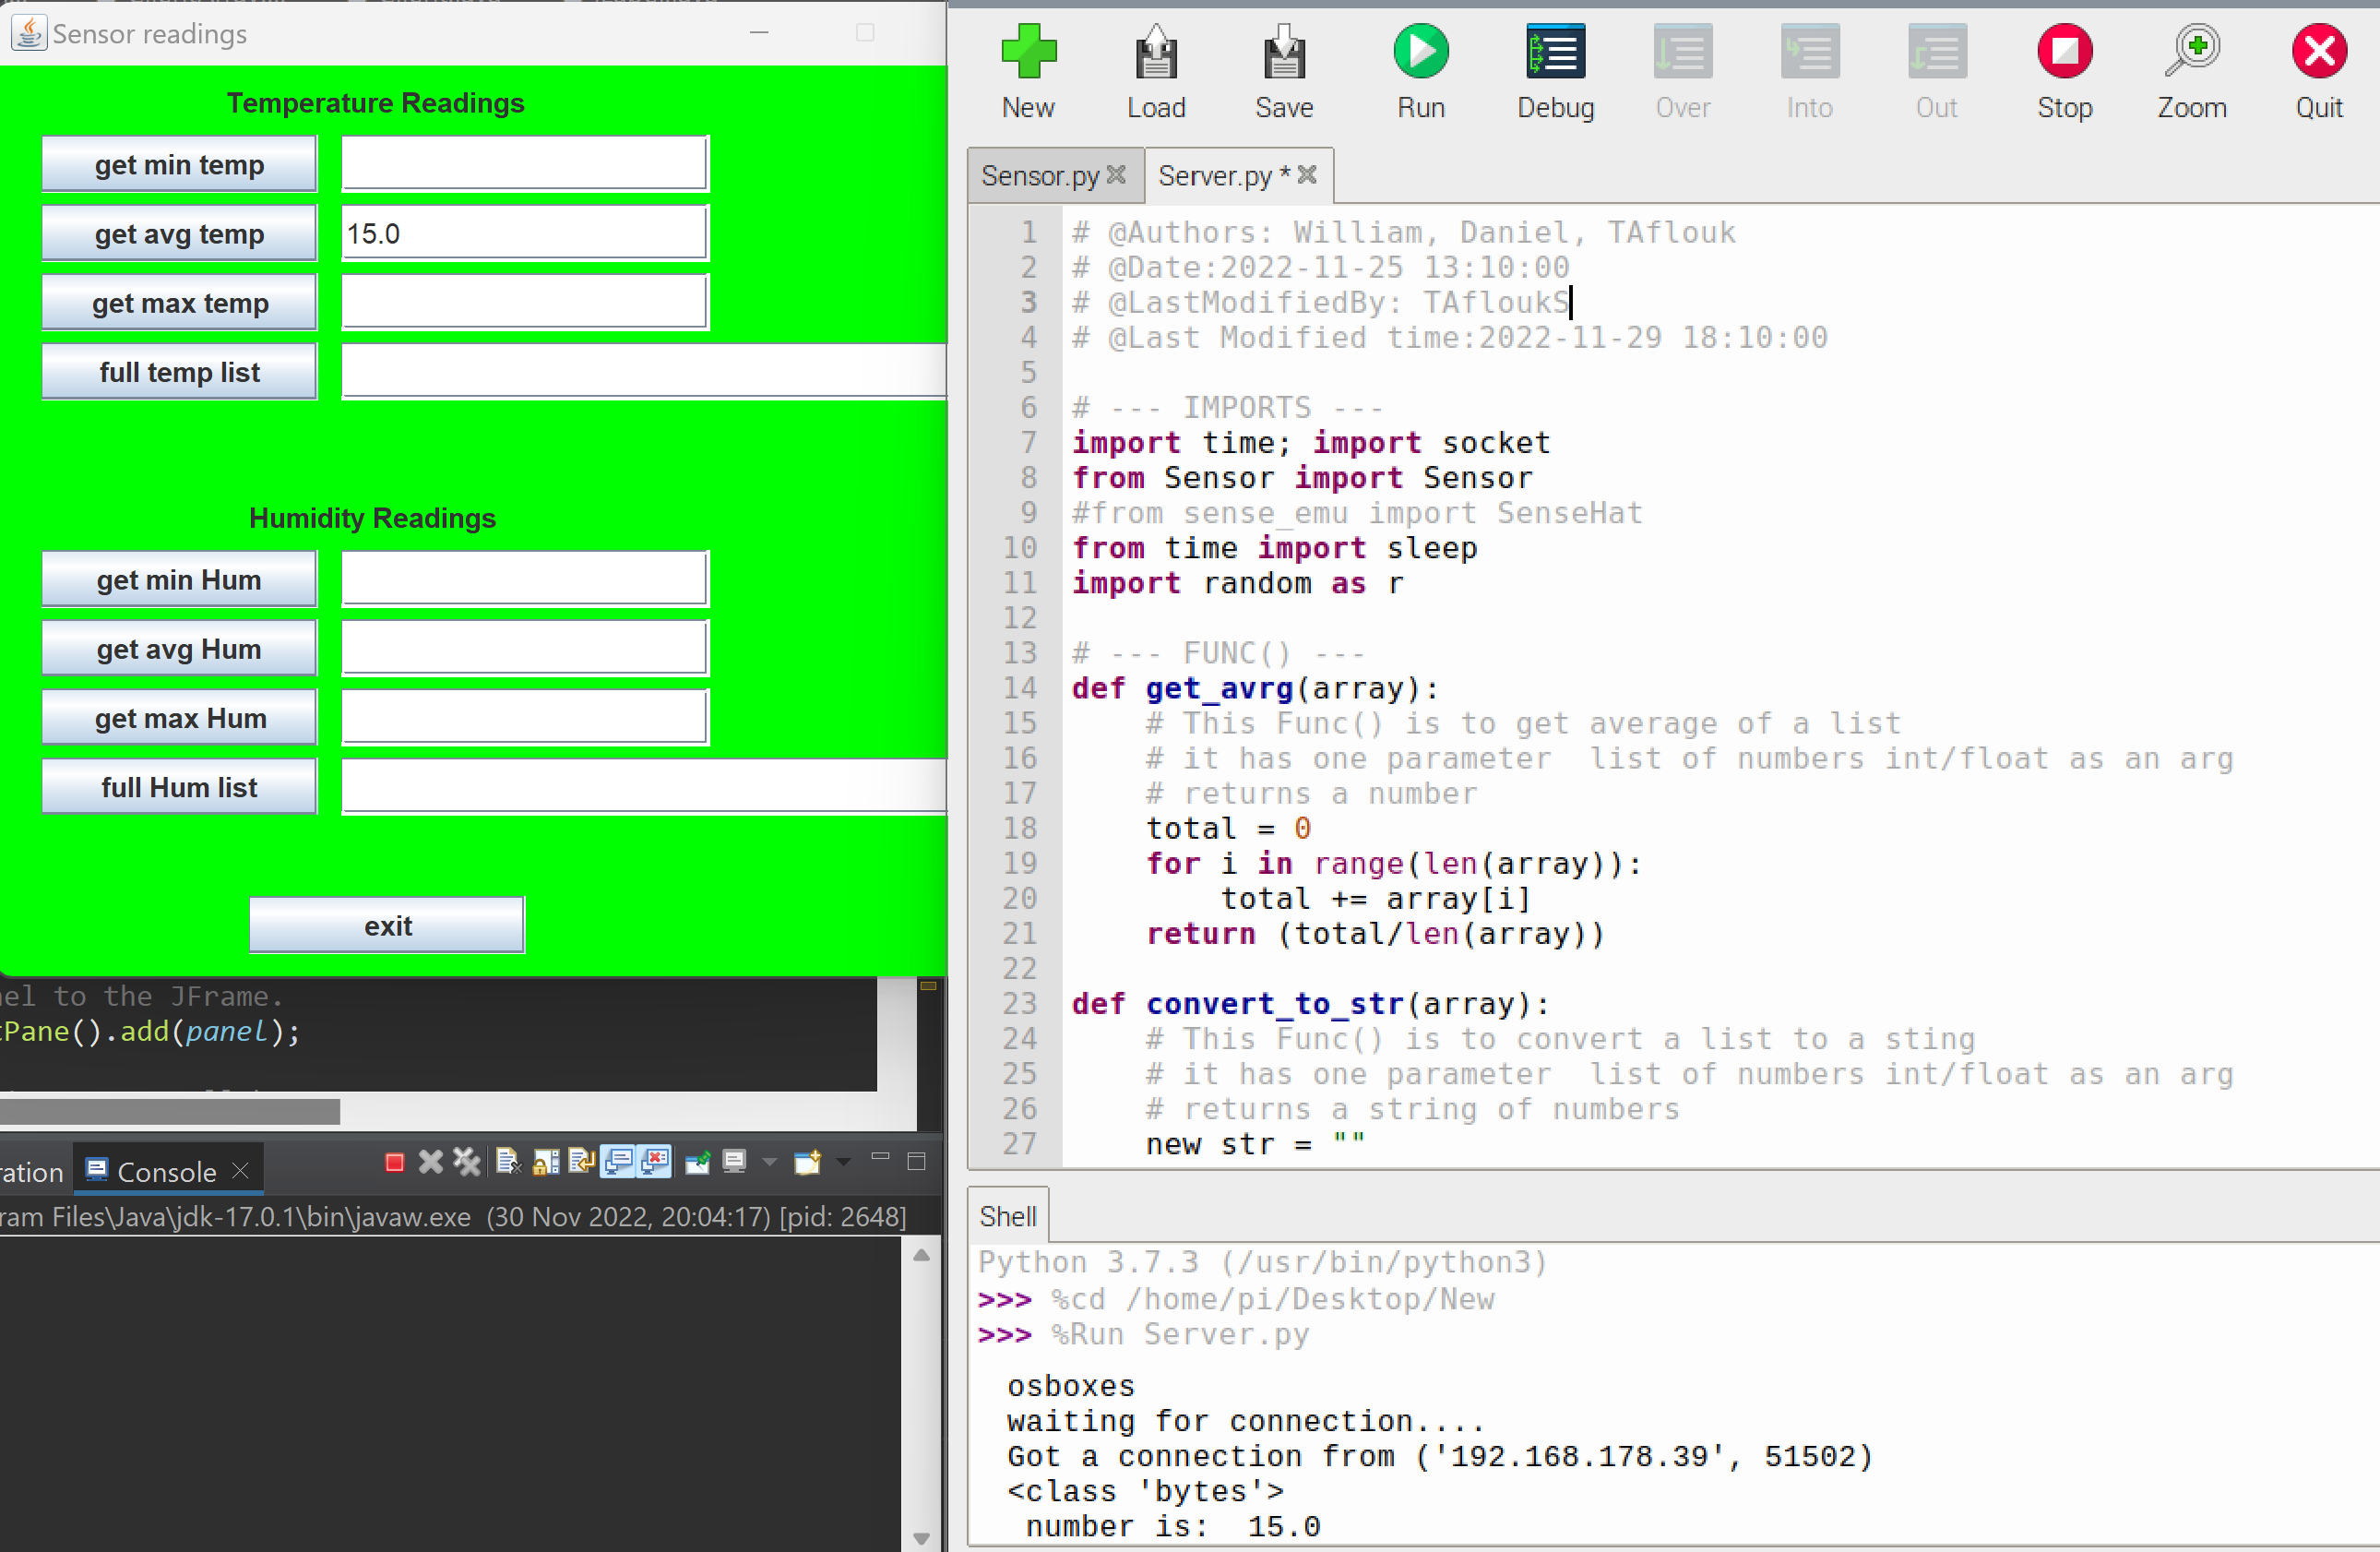 Sensor readings
Temperature Readings
get min temp
get avg temp
15.0
get max temp
full temp list
Humidity Readings
get min Hum
get avg Hum
get max Hum
full Hum list
exit
nel to the JFrame.
tPane().add(panel);
ration
Console
ram Files\Java\jdk-17.0.1\bin\javaw.exe (30 Nov 2022, 20:04:17) [pid: 2648]
New Load Save Run Debug Over Into Out Stop Zoom Quit
Sensor.py Server.py *
1 # @Authors: William, Daniel, TAflouk
2 # @Date:2022-11-25 13:10:00
3 # @LastModifiedBy: TAfloukS
4 # @Last Modified time:2022-11-29 18:10:00
5
6 # --- IMPORTS ---
7 import time; import socket
8 from Sensor import Sensor
9 #from sense_emu import SenseHat
10 from time import sleep
11 import random as r
12
13 # --- FUNC() ---
14 def get_avrg(array):
15     # This Func() is to get average of a list
16     # it has one parameter  list of numbers int/float as an arg
17     # returns a number
18     total = 0
19     for i in range(len(array)):
20         total += array[i]
21     return (total/len(array))
22
23 def convert_to_str(array):
24     # This Func() is to convert a list to a sting
25     # it has one parameter  list of numbers int/float as an arg
26     # returns a string of numbers
27     new str = ""
Shell
Python 3.7.3 (/usr/bin/python3)
>>> %cd /home/pi/Desktop/New
>>> %Run Server.py
osboxes
waiting for connection....
Got a connection from ('192.168.178.39', 51502)
<class 'bytes'>
number is:  15.0